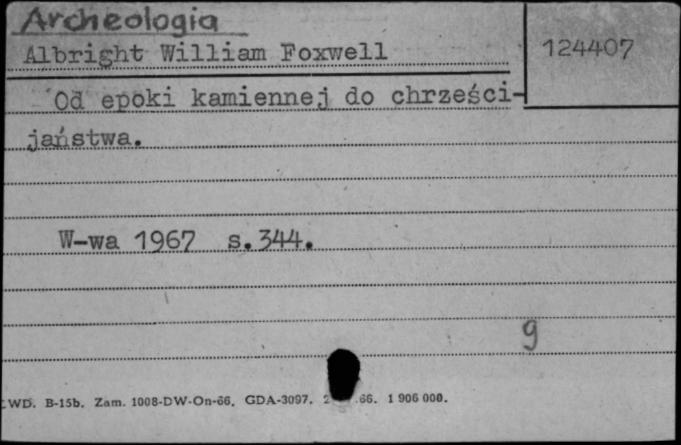 Archeologia
Albright William Foxwell
124407
Od epoki kamiennej do chrześci-
jaństwa.
W-wa 1967 s.344.
9
WD. B-15b. Zam. 1008-DW-On-66. GDA-3097. 66. 1 906 000.